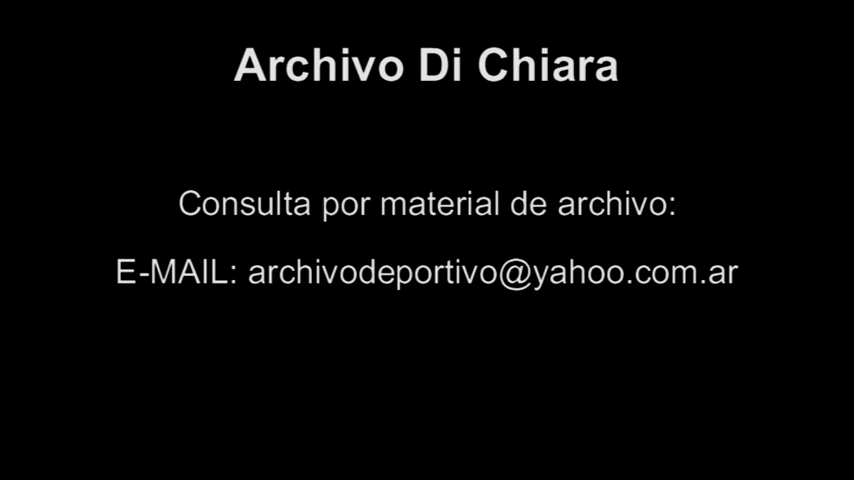 Archivo Di Chiara
Consulta por material de archivo:
E-MAIL: archivodeportivo@yahoo.com.ar